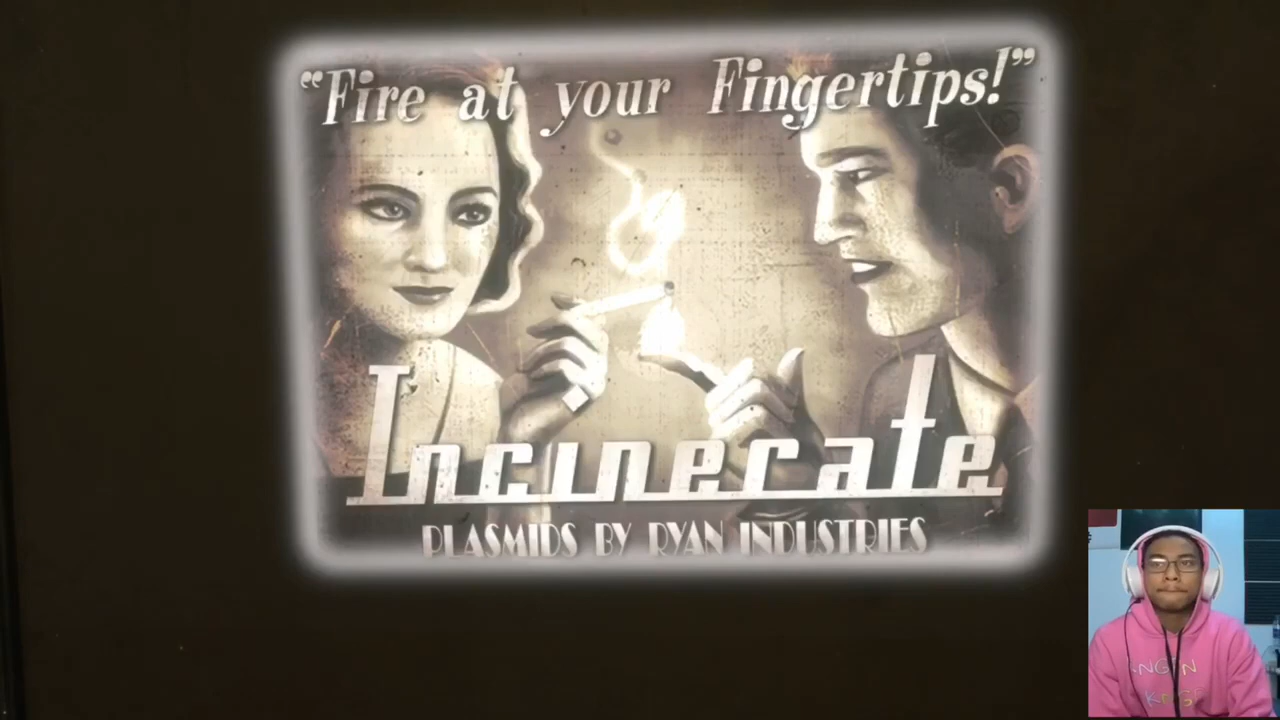 “Fire at your Fingertips!”
Incinerate
PLASMIDS BY RYAN INDUSTRIES